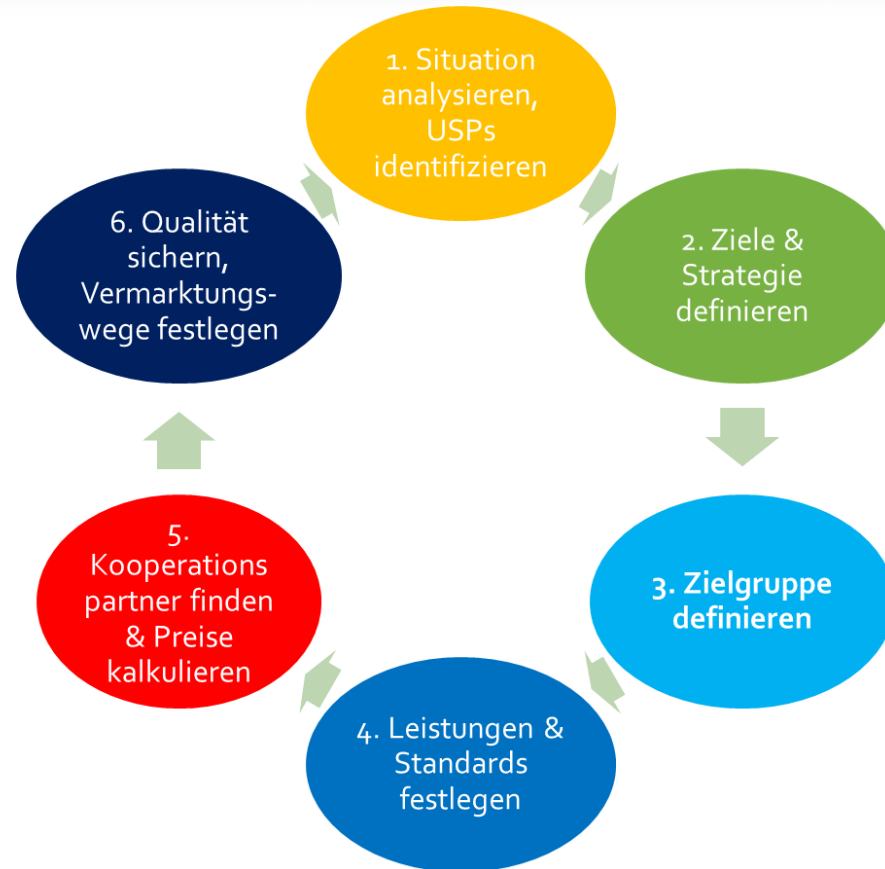 1. Situation
analysieren,
USPs
identifizieren
2. Ziele &
Strategie
definieren
3. Zielgruppe
definieren
4. Leistungen &
Standards
festlegen
5.
Kooperations
partner finden
& Preise
kalkulieren
6. Qualität
sichern,
Vermarktungs-
wege festlegen